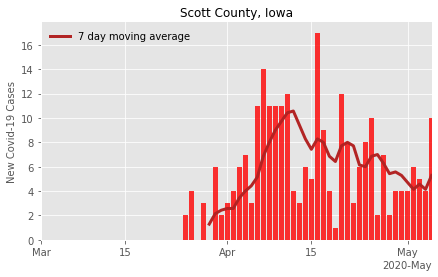 Scott County, Iowa
7 day moving average
New Covid-19 Cases
16
14
12
10
8
6
4
2
0
Mar
15
Apr
15
May
2020-May